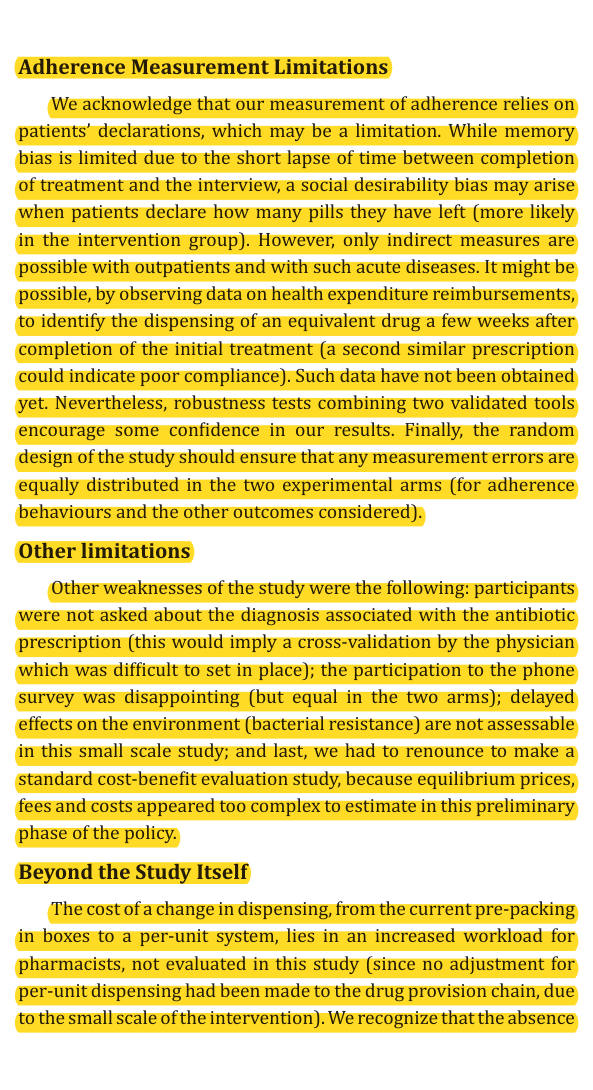 Adherence Measurement Limitations
We acknowledge that our measurement of adherence relies on
patients’ declarations, which may be a limitation. While memory
bias is limited due to the short lapse of time between completion
of treatment and the interview, a social desirability bias may arise
when patients declare how many pills they have left (more likely
in the intervention group). However, only indirect measures are
possible with outpatients and with such acute diseases. It might be
possible, by observing data on health expenditure reimbursements,
to identify the dispensing of an equivalent drug a few weeks after
completion of the initial treatment (a second similar prescription
could indicate poor compliance). Such data have not been obtained
yet. Nevertheless, robustness tests combining two validated tools
encourage some confidence in our results. Finally, the random
design of the study should ensure that any measurement errors are
equally distributed in the two experimental arms (for adherence
behaviours and the other outcomes considered).
Other limitations
Other weaknesses of the study were the following: participants
were not asked about the diagnosis associated with the antibiotic
prescription (this would imply a cross-validation by the physician
which was difficult to set in place); the participation to the phone
survey was disappointing (but equal in the two arms); delayed
effects on the environment (bacterial resistance) are not assessable
in this small scale study; and last, we had to renounce to make a
standard cost-benefit evaluation study, because equilibrium prices,
fees and costs appeared too complex to estimate in this preliminary
phase of the policy.
Beyond the Study Itself
The cost of a change in dispensing, from the current pre-packing
in boxes to a per-unit system, lies in an increased workload for
pharmacists, not evaluated in this study (since no adjustment for
per-unit dispensing had been made to the drug provision chain, due
to the small scale of the intervention). We recognize that the absence